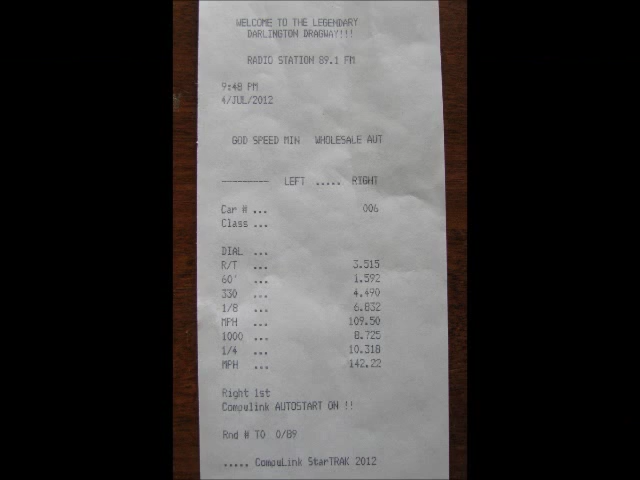 WELCOME TO THE LEGENDARY
DARLINGTON DRAGWAY!!!
RADIO STATION 89.1 FM
9:48 PM
4/JUL/2012
GOD SPEED MIN WHOLESALE AUT
--------- LEFT ..... RIGHT
Car # ... 006
Class ...
DIAL ...
R/T ... 3.515
60' ... 1.592
330 ... 4.490
1/8 ... 6.832
MPH ... 109.50
1000 ... 8.725
1/4 ... 10.318
MPH ... 142.22
Right 1st
Compulink AUTOSTART ON !!
Rnd # TO 0/89
..... CompuLink StarTRAK 2012